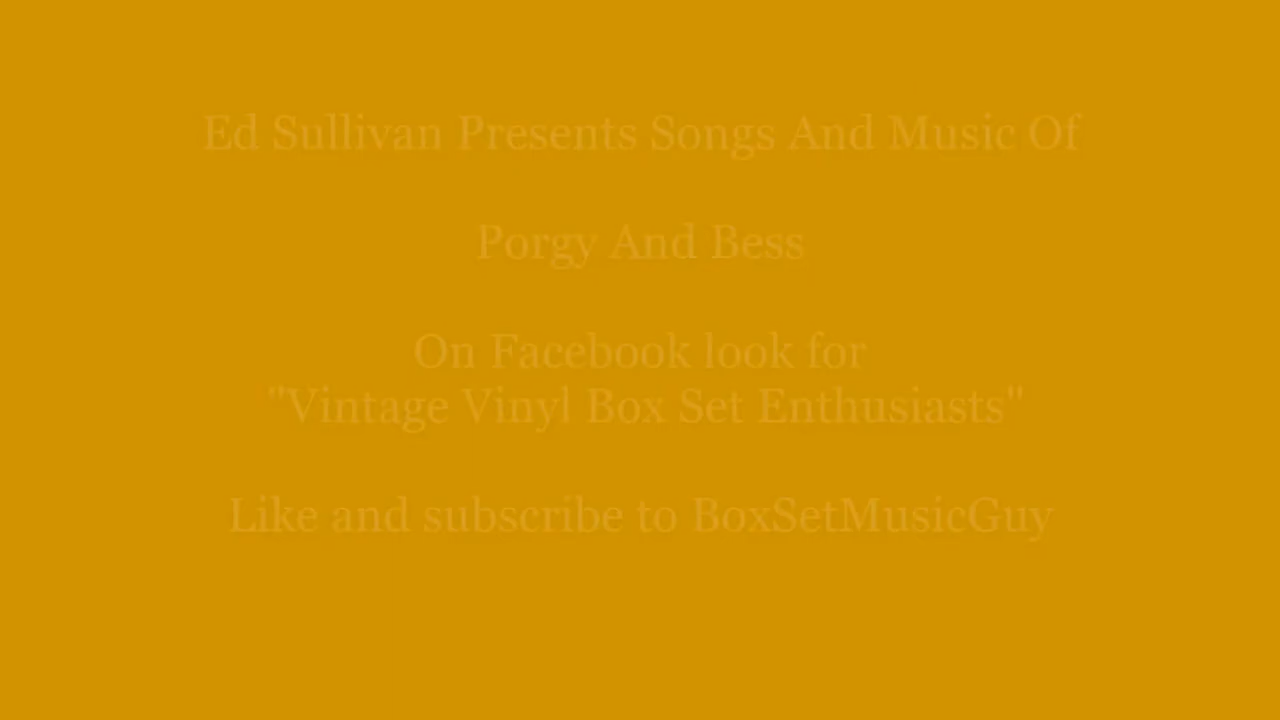 Ed Sullivan Presents Songs And Music Of
Porgy And Bess
On Facebook look for
"Vintage Vinyl Box Set Enthusiasts"
Like and subscribe to BoxSetMusicGuy